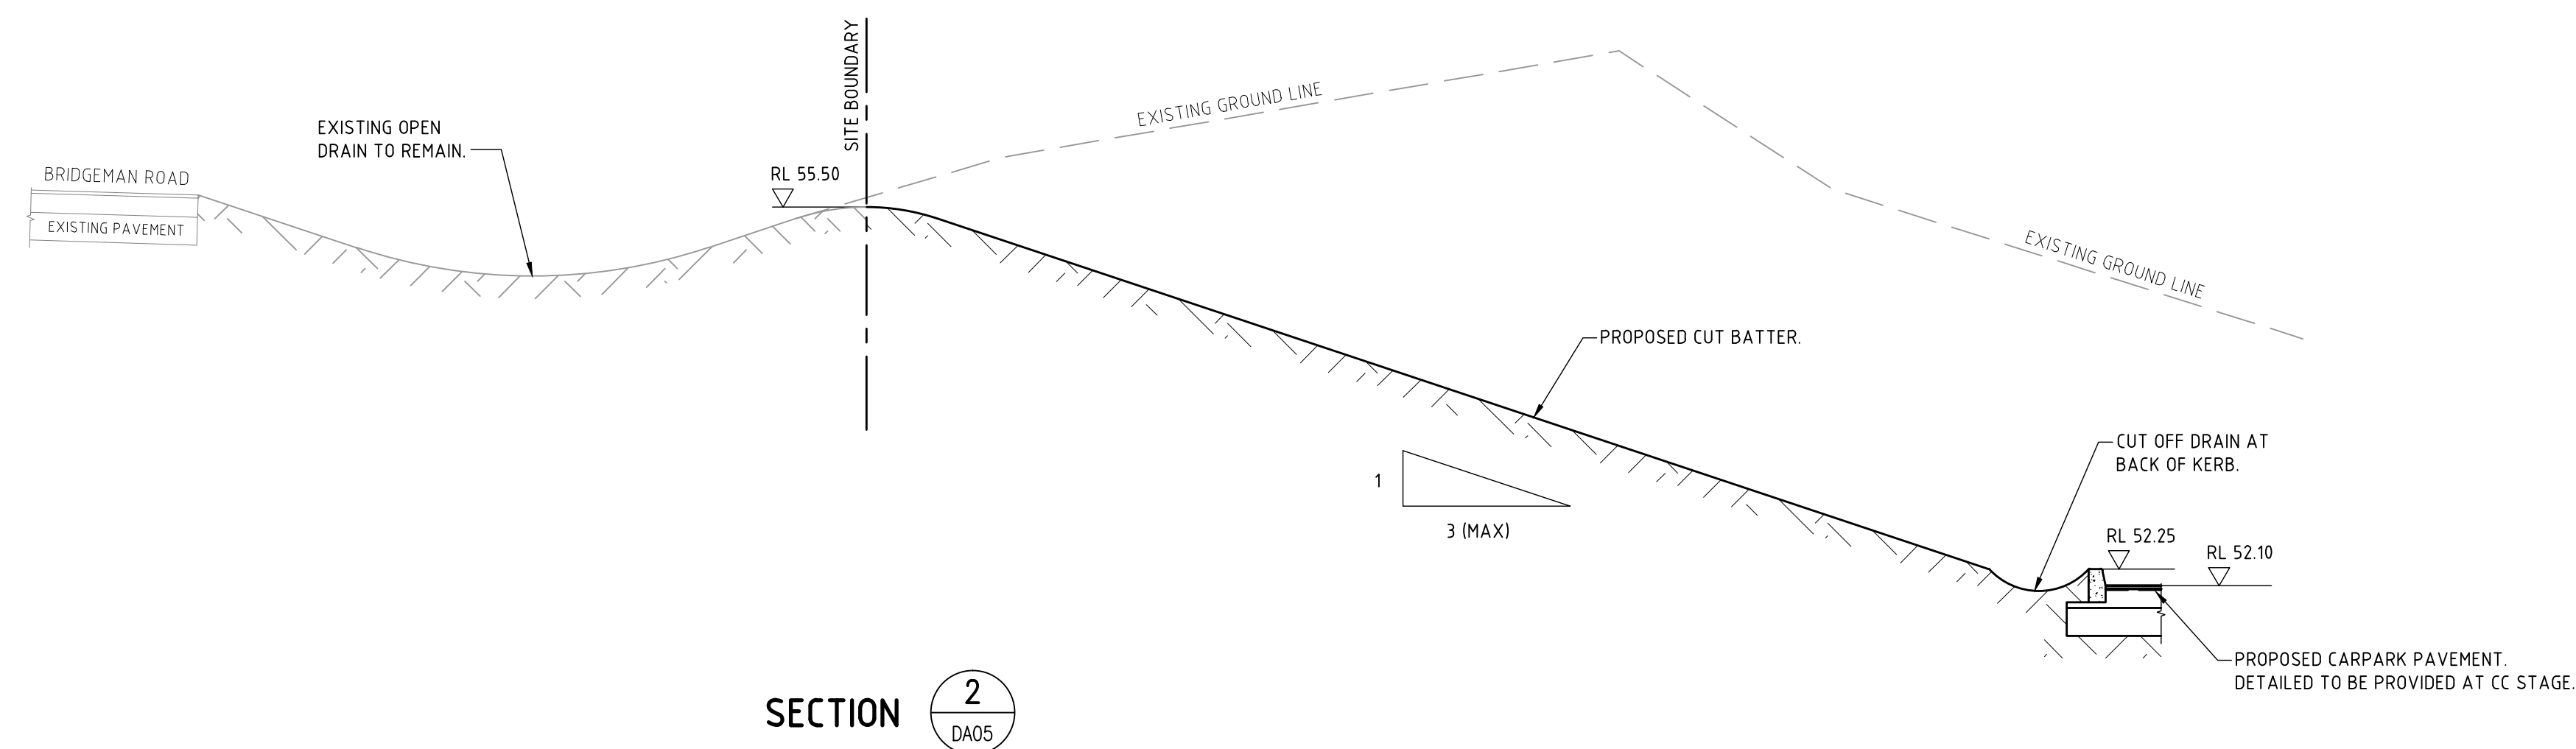 SITE BOUNDARY
EXISTING GROUND LINE
EXISTING OPEN
DRAIN TO REMAIN.
BRIDGEMAN ROAD
EXISTING PAVEMENT
RL 55.50
EXISTING GROUND LINE
PROPOSED CUT BATTER.
1
3 (MAX)
CUT OFF DRAIN AT
BACK OF KERB.
RL 52.25
RL 52.10
PROPOSED CARPARK PAVEMENT.
DETAILED TO BE PROVIDED AT CC STAGE.
SECTION
2
DA05